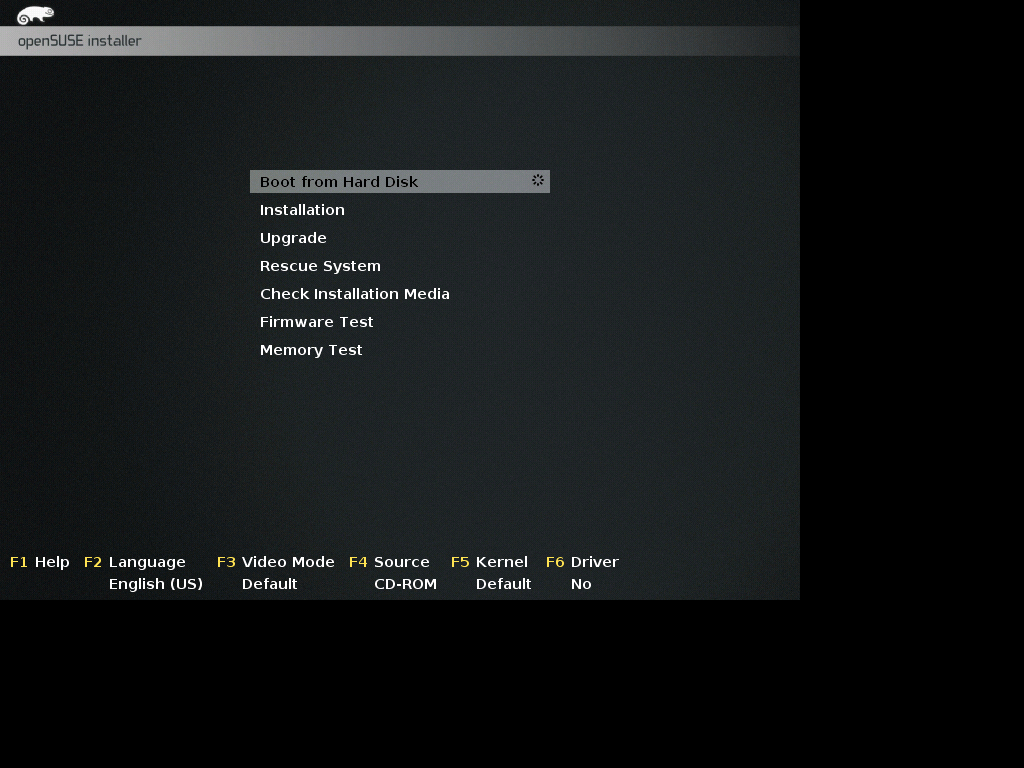 openSUSE installer
Boot from Hard Disk
Installation
Upgrade
Rescue System
Check Installation Media
Firmware Test
Memory Test
F1 Help F2 Language F3 Video Mode F4 Source F5 Kernel F6 Driver
English (US) Default CD-ROM Default No